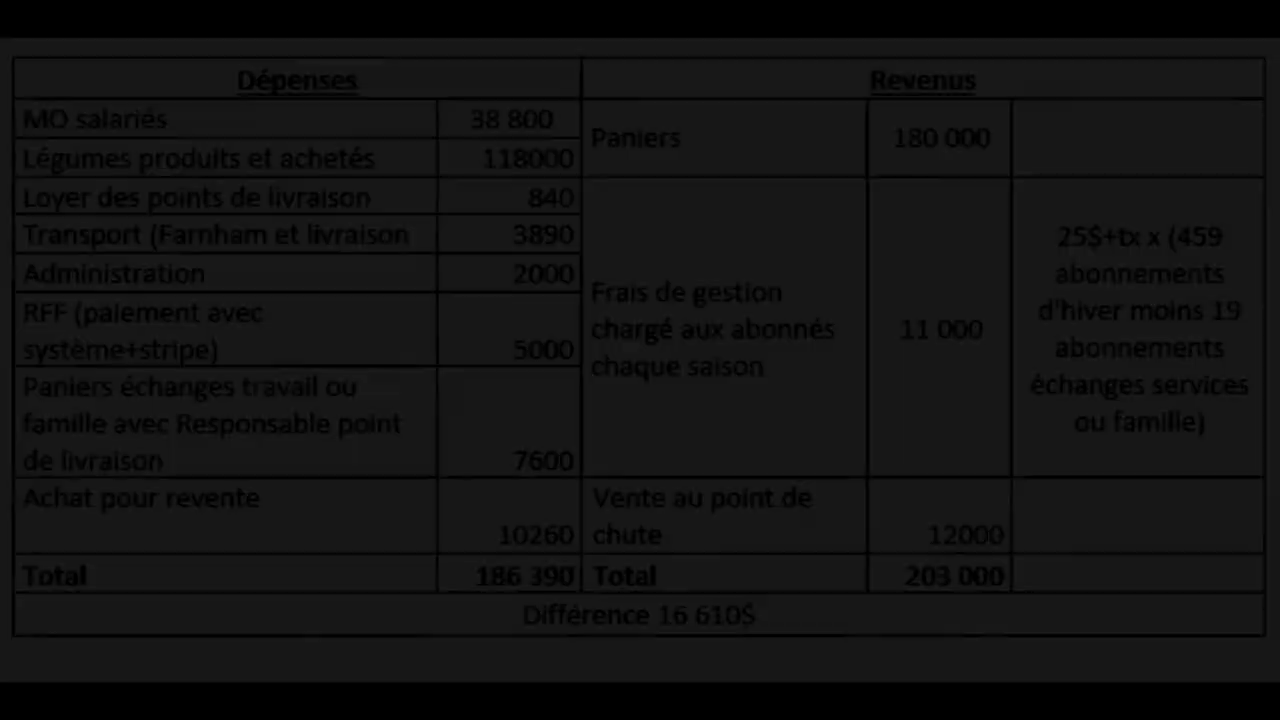 Dépenses
Revenus
MO salariés 38 800
Légumes produits et achetés 118000
Loyer des points de livraison 840
Transport (Farnham et livraison 3890
Administration 2000
RFF (paiement avec
système+stripe) 5000
Paniers échanges travail ou
famille avec Responsable point
de livraison 7600
Achat pour revente
10260
Total 186 390
Paniers 180 000
Frais de gestion
chargé aux abonnés
chaque saison
11 000
25$+tx x (459
abonnements
d'hiver moins 19
abonnements
échanges services
ou famille)
Vente au point de
chute 12000
Total 203 000
Différence 16 610$